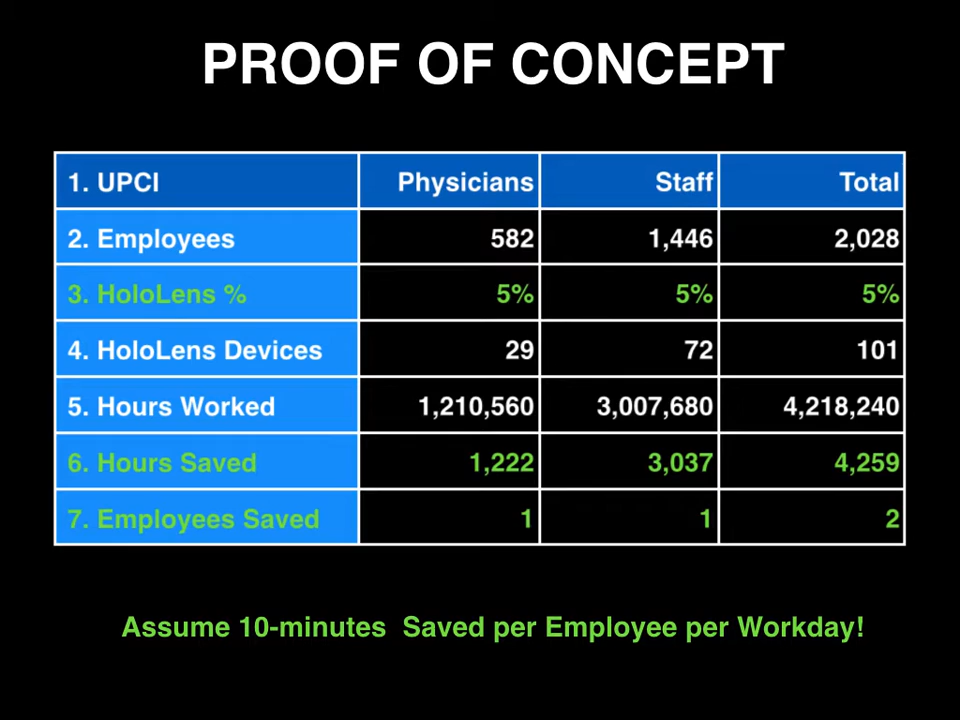 PROOF OF CONCEPT
1. UPCI Physicians Staff Total
2. Employees 582 1,446 2,028
3. HoloLens % 5% 5% 5%
4. HoloLens Devices 29 72 101
5. Hours Worked 1,210,560 3,007,680 4,218,240
6. Hours Saved 1,222 3,037 4,259
7. Employees Saved 1 1 2
Assume 10-minutes Saved per Employee per Workday!